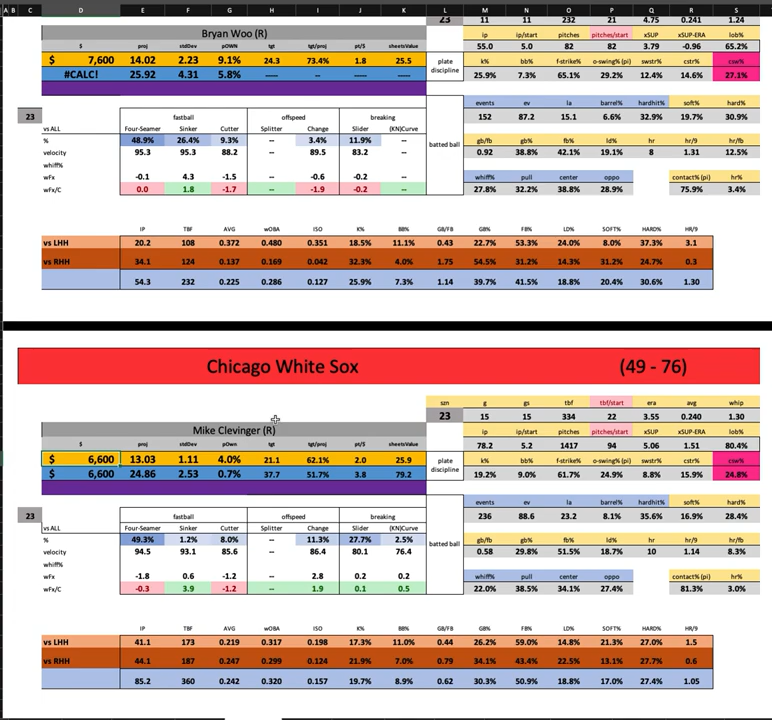 A B C D E F G H I J K L M N O P Q R S
23 11 11 232 21 4.75 0.241 1.24
Bryan Woo (R) ip ip/start pitches pitches/start xSUP xSUP-ERA lob%
$ proj stdDev pOWN tgt tgt/proj pt/$ sheetsValue 55.0 5.0 82 82 3.79 -0.96 65.2%
$ 7,600 14.02 2.23 9.1% 24.3 73.4% 1.8 25.5 plate discipline k% bb% f-strike% o-swing% (pi) swstr% cstr% csw%
#CALC! 25.92 4.31 5.8% ----- ---- --- ---- 25.9% 7.3% 65.1% 29.2% 12.4% 14.6% 27.1%
events ev la barrel% hardhit% soft% hard%
23 fastball offspeed breaking 152 87.2 15.1 6.6% 32.9% 19.7% 30.9%
vs ALL Four-Seamer Sinker Cutter Splitter Change Slider (KN)Curve
% 48.9% 26.4% 9.3% -- 3.4% 11.9% -- batted ball gb/fb gb% fb% ld% hr hr/9 hr/fb
velocity 95.3 95.3 88.2 -- 89.5 83.2 -- 0.92 38.8% 42.1% 19.1% 8 1.31 12.5%
whiff%
wFx -0.1 4.3 -1.5 -- -0.6 -0.2 -- whiff% pull center oppo contact% (pi) hr%
wFx/C 0.0 1.8 -1.7 -- -1.9 -0.2 -- 27.8% 32.2% 38.8% 28.9% 75.9% 3.4%
IP TBF AVG wOBA ISO K% BB% GB/FB GB% FB% LD% SOFT% HARD% HR/9
vs LHH 20.2 108 0.372 0.480 0.351 18.5% 11.1% 0.43 22.7% 53.3% 24.0% 8.0% 37.3% 3.1
vs RHH 34.1 124 0.137 0.169 0.042 32.3% 4.0% 1.75 54.5% 31.2% 14.3% 31.2% 24.7% 0.3
54.3 232 0.225 0.286 0.127 25.9% 7.3% 1.14 39.7% 41.5% 18.8% 20.4% 30.6% 1.30
Chicago White Sox (49 - 76)
szn g gs tbf tbf/start era avg whip
23 15 15 334 22 3.55 0.240 1.30
Mike Clevinger (R) ip ip/start pitches pitches/start xSUP xSUP-ERA lob%
$ proj stdDev pOwn tgt tgt/proj pt/$ sheetsValue 78.2 5.2 1417 94 5.06 1.51 80.4%
$ 6,600 13.03 1.11 4.0% 21.1 62.1% 2.0 25.9 plate discipline k% bb% f-strike% o-swing% (pi) swstr% cstr% csw%
$ 6,600 24.86 2.53 0.7% 37.7 51.7% 3.8 79.2 19.2% 9.0% 61.7% 24.9% 8.8% 15.9% 24.8%
events ev la barrel% hardhit% soft% hard%
23 fastball offspeed breaking 236 88.6 23.2 8.1% 35.6% 16.9% 28.4%
vs ALL Four-Seamer Sinker Cutter Splitter Change Slider (KN)Curve
% 49.3% 1.2% 8.0% -- 11.3% 27.7% 2.5% batted ball gb/fb gb% fb% ld% hr hr/9 hr/fb
velocity 94.5 93.1 85.6 -- 86.4 80.1 76.4 0.58 29.8% 51.5% 18.7% 10 1.14 8.3%
whiff%
wFx -1.8 0.6 -1.2 -- 2.8 0.2 0.2 whiff% pull center oppo contact% (pi) hr%
wFx/C -0.3 3.9 -1.2 -- 1.9 0.1 0.5 22.0% 38.5% 34.1% 27.4% 81.3% 3.0%
IP TBF AVG wOBA ISO K% BB% GB/FB GB% FB% LD% SOFT% HARD% HR/9
vs LHH 41.1 173 0.219 0.317 0.198 17.3% 11.0% 0.44 26.2% 59.0% 14.8% 21.3% 27.0% 1.5
vs RHH 44.1 187 0.247 0.299 0.124 21.9% 7.0% 0.79 34.1% 43.4% 22.5% 13.1% 27.7% 0.6
85.2 360 0.242 0.320 0.157 19.7% 8.9% 0.62 30.3% 50.9% 18.8% 17.0% 27.4% 1.05